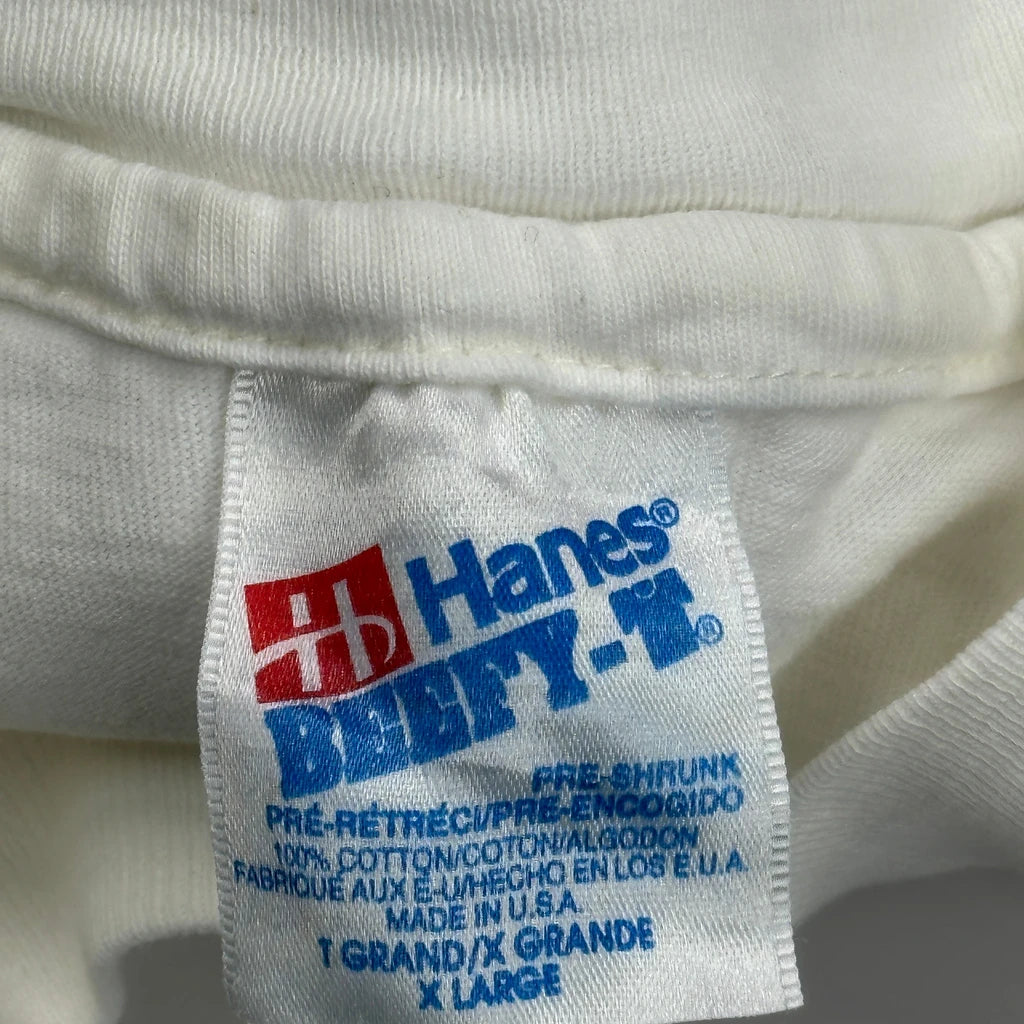 Hanes®
BEEFY-T®
PRE-SHRUNK
PRÉ-RÉTRÉCI/PRE-ENCOGIDO
100% COTTON/COTON/ALGODON
FABRIQUÉ AUX É-U/HECHO EN LOS E.U.A.
MADE IN U.S.A.
T GRAND/X GRANDE
X LARGE